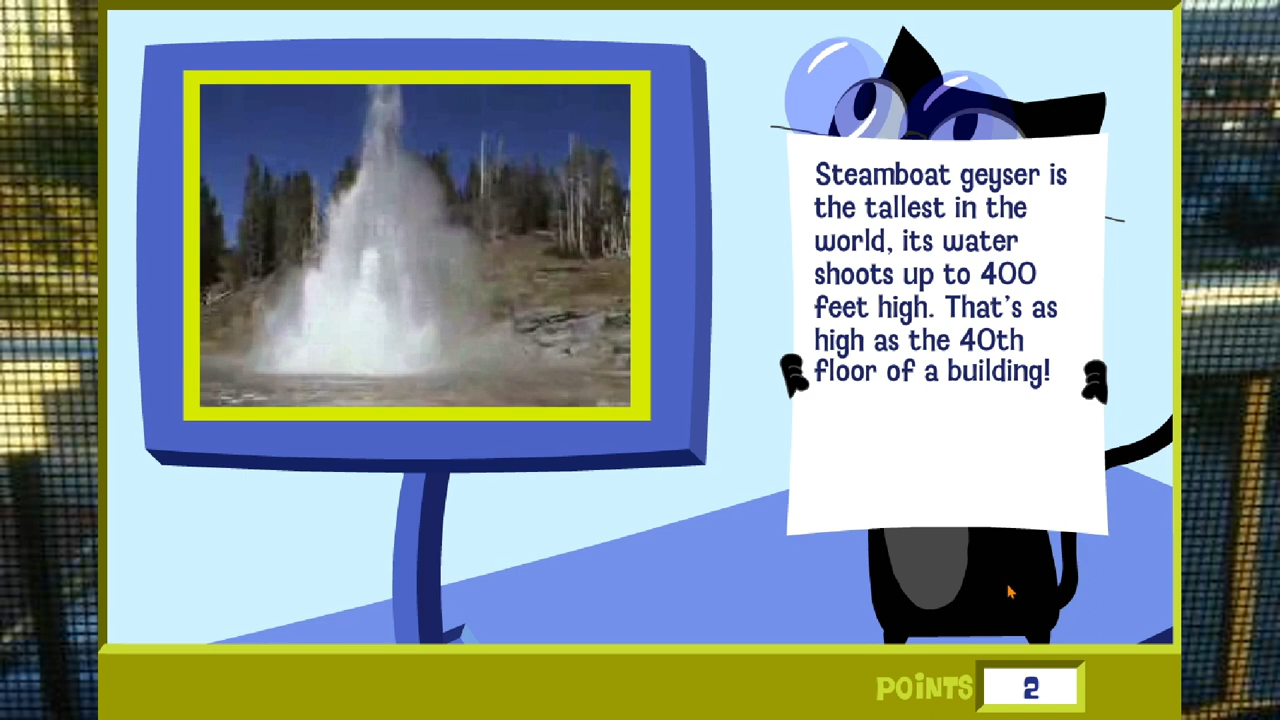 Steamboat geyser is
the tallest in the
world, its water
shoots up to 400
feet high. That's as
high as the 40th
floor of a building!
POiNTS 2